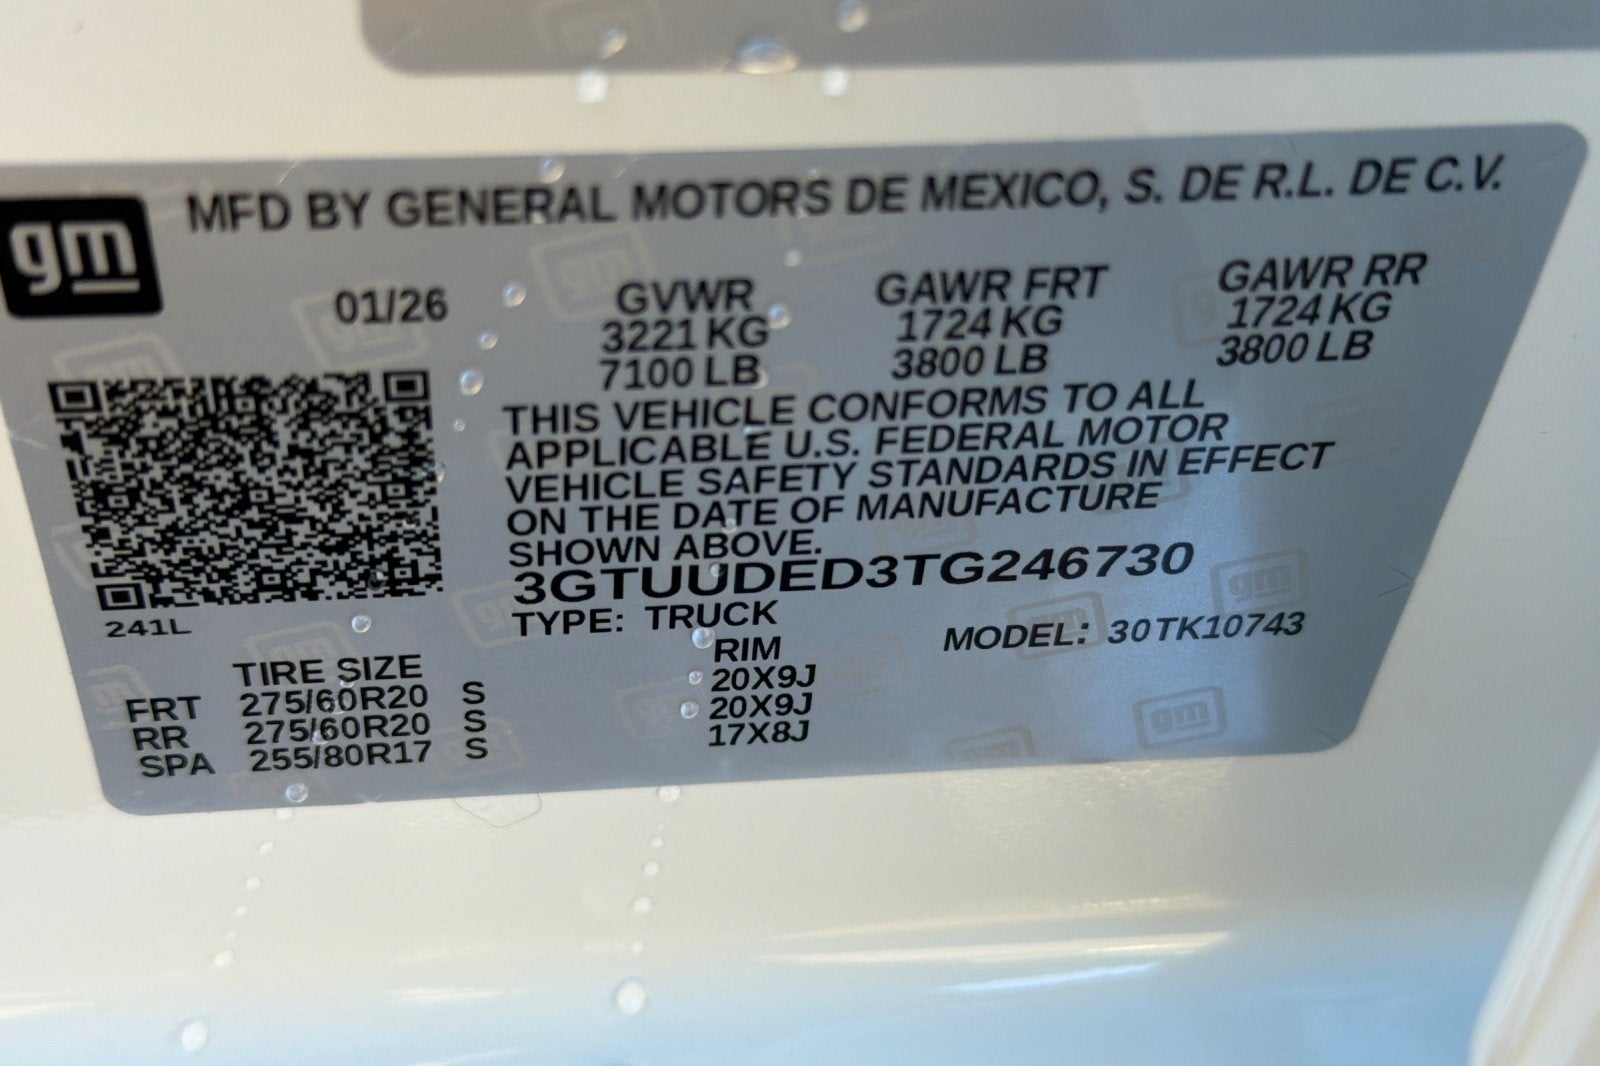 gm
MFD BY GENERAL MOTORS DE MEXICO, S. DE R.L. DE C.V.
01/26 GVWR GAWR FRT GAWR RR
3221 KG 1724 KG 1724 KG
7100 LB 3800 LB 3800 LB
THIS VEHICLE CONFORMS TO ALL
APPLICABLE U.S. FEDERAL MOTOR
VEHICLE SAFETY STANDARDS IN EFFECT
ON THE DATE OF MANUFACTURE
SHOWN ABOVE.
3GTUUDED3TG246730
241L
TYPE: TRUCK MODEL: 30TK10743
TIRE SIZE RIM
FRT 275/60R20 S 20X9J
RR 275/60R20 S 20X9J
SPA 255/80R17 S 17X8J